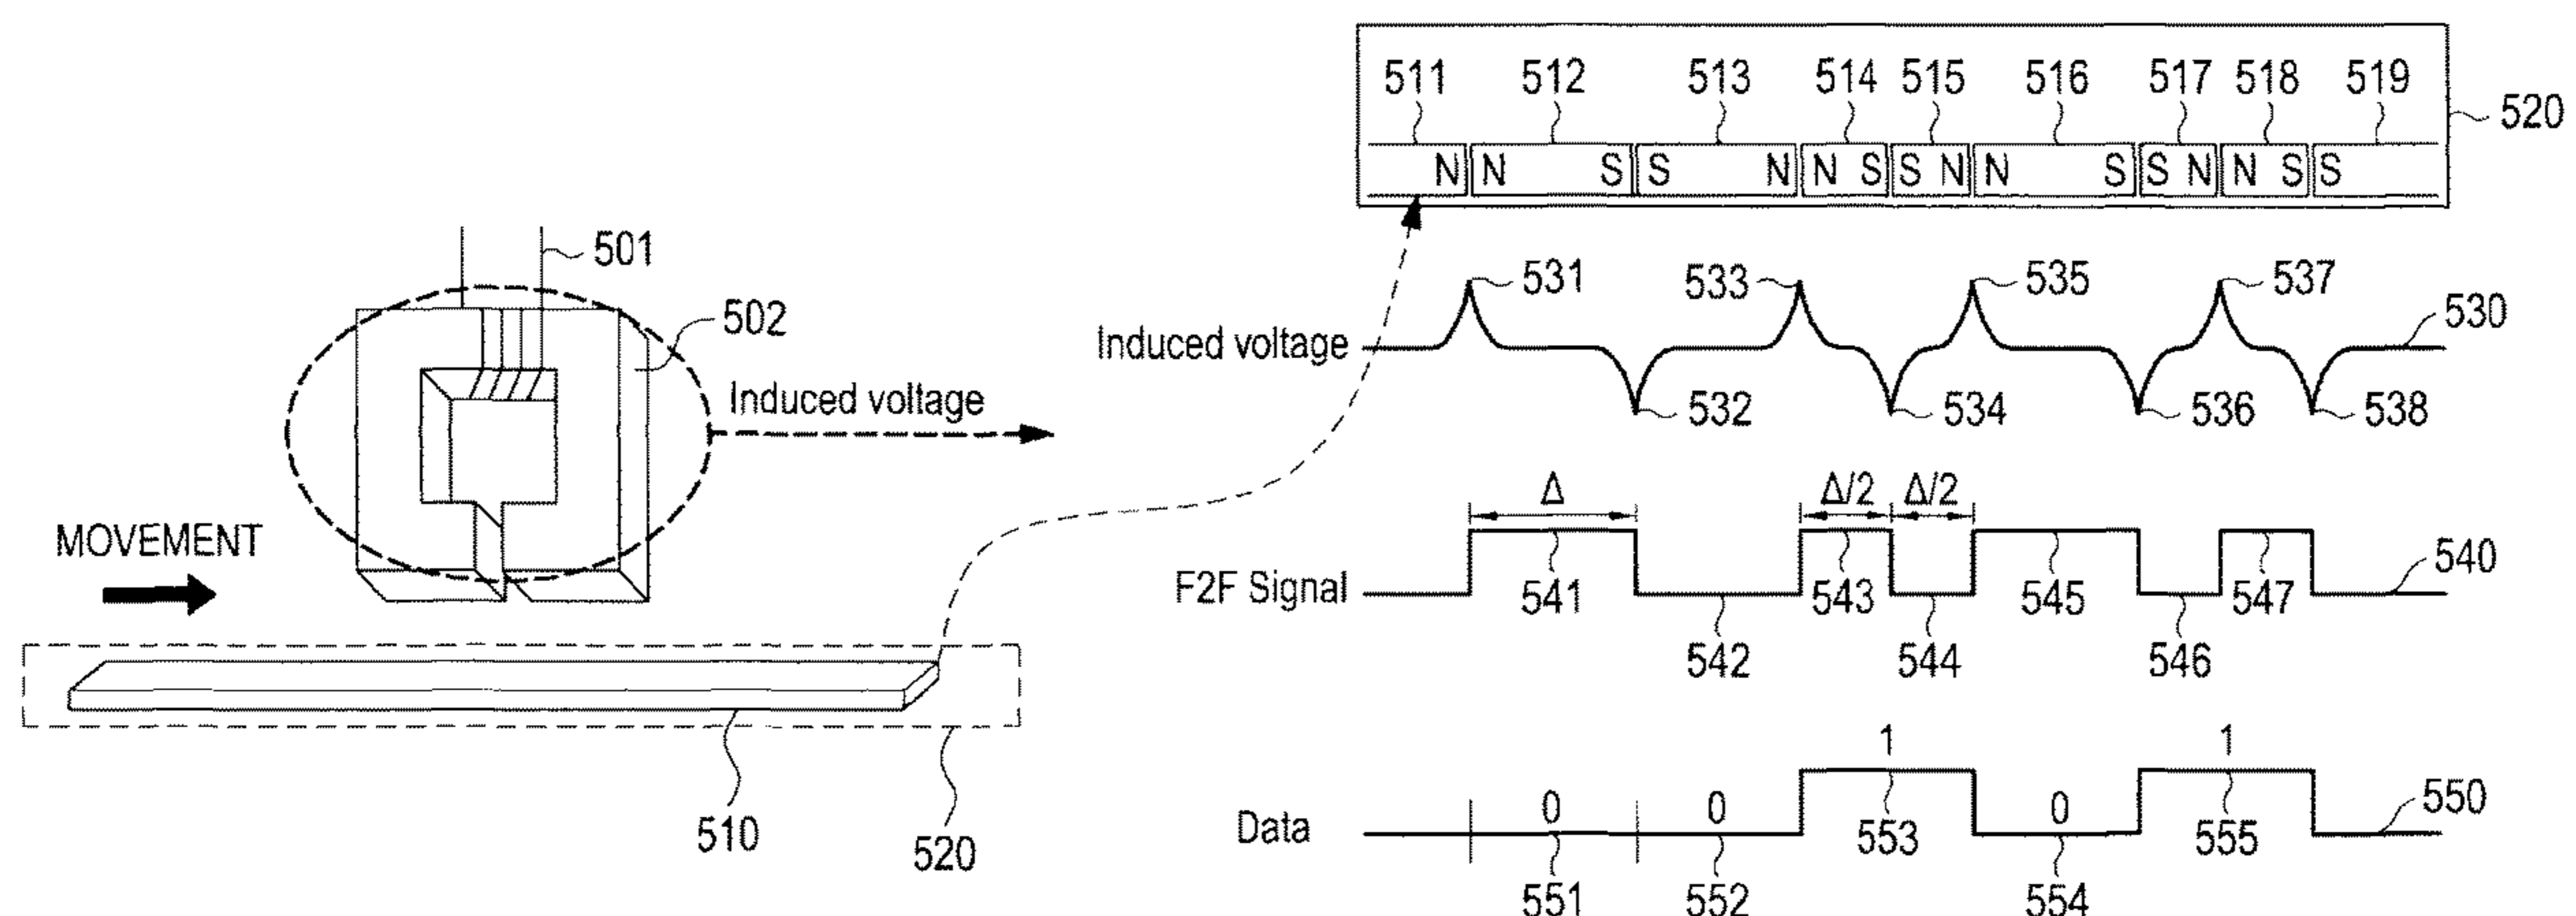 511 512 513 514 515 516 517 518 519
520
N N S S N N S S N N S S N N S S
501
531 533 535 537
502
530
Induced voltage
Induced voltage
532 534 536 538
Δ Δ/2 Δ/2
MOVEMENT
F2F Signal
541 543 545 547
540
542 544 546
1 1
0 0 0
550
Data
553 555
510
520
551 552 554